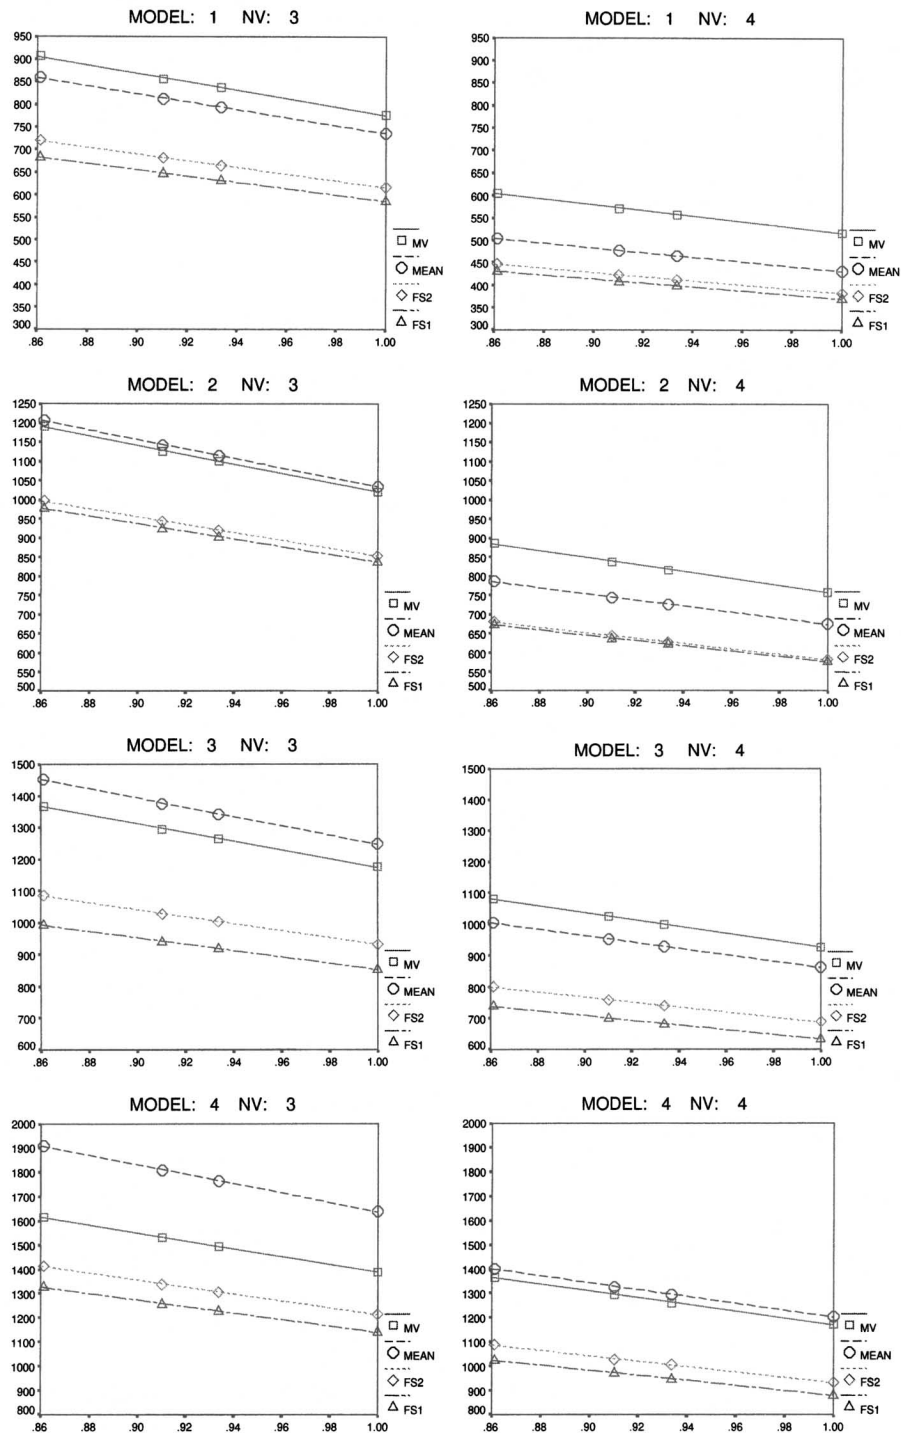 MODEL: 1 NV: 3
950
900
850
800
750
700
650
600
550
500
450
400
350
300
.86 .88 .90 .92 .94 .96 .98 1.00
MV
MEAN
FS2
FS1
MODEL: 1 NV: 4
950
900
850
800
750
700
650
600
550
500
450
400
350
300
.86 .88 .90 .92 .94 .96 .98 1.00
MV
MEAN
FS2
FS1
MODEL: 2 NV: 3
1250
1200
1150
1100
1050
1000
950
900
850
800
750
700
650
600
550
500
.86 .88 .90 .92 .94 .96 .98 1.00
MV
MEAN
FS2
FS1
MODEL: 2 NV: 4
1250
1200
1150
1100
1050
1000
950
900
850
800
750
700
650
600
550
500
.86 .88 .90 .92 .94 .96 .98 1.00
MV
MEAN
FS2
FS1
MODEL: 3 NV: 3
1500
1400
1300
1200
1100
1000
900
800
700
600
.86 .88 .90 .92 .94 .96 .98 1.00
MV
MEAN
FS2
FS1
MODEL: 3 NV: 4
1500
1400
1300
1200
1100
1000
900
800
700
600
.86 .88 .90 .92 .94 .96 .98 1.00
MV
MEAN
FS2
FS1
MODEL: 4 NV: 3
2000
1900
1800
1700
1600
1500
1400
1300
1200
1100
1000
900
800
.86 .88 .90 .92 .94 .96 .98 1.00
MV
MEAN
FS2
FS1
MODEL: 4 NV: 4
2000
1900
1800
1700
1600
1500
1400
1300
1200
1100
1000
900
800
.86 .88 .90 .92 .94 .96 .98 1.00
MV
MEAN
FS2
FS1